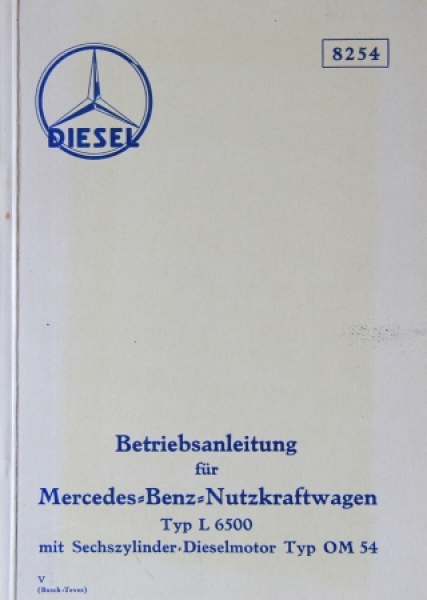 8254
DIESEL
Betriebsanleitung
für
Mercedes=Benz=Nutzkraftwagen
Typ L 6500
mit Sechszylinder-Dieselmotor Typ OM 54
V
(Bosch-Teves)